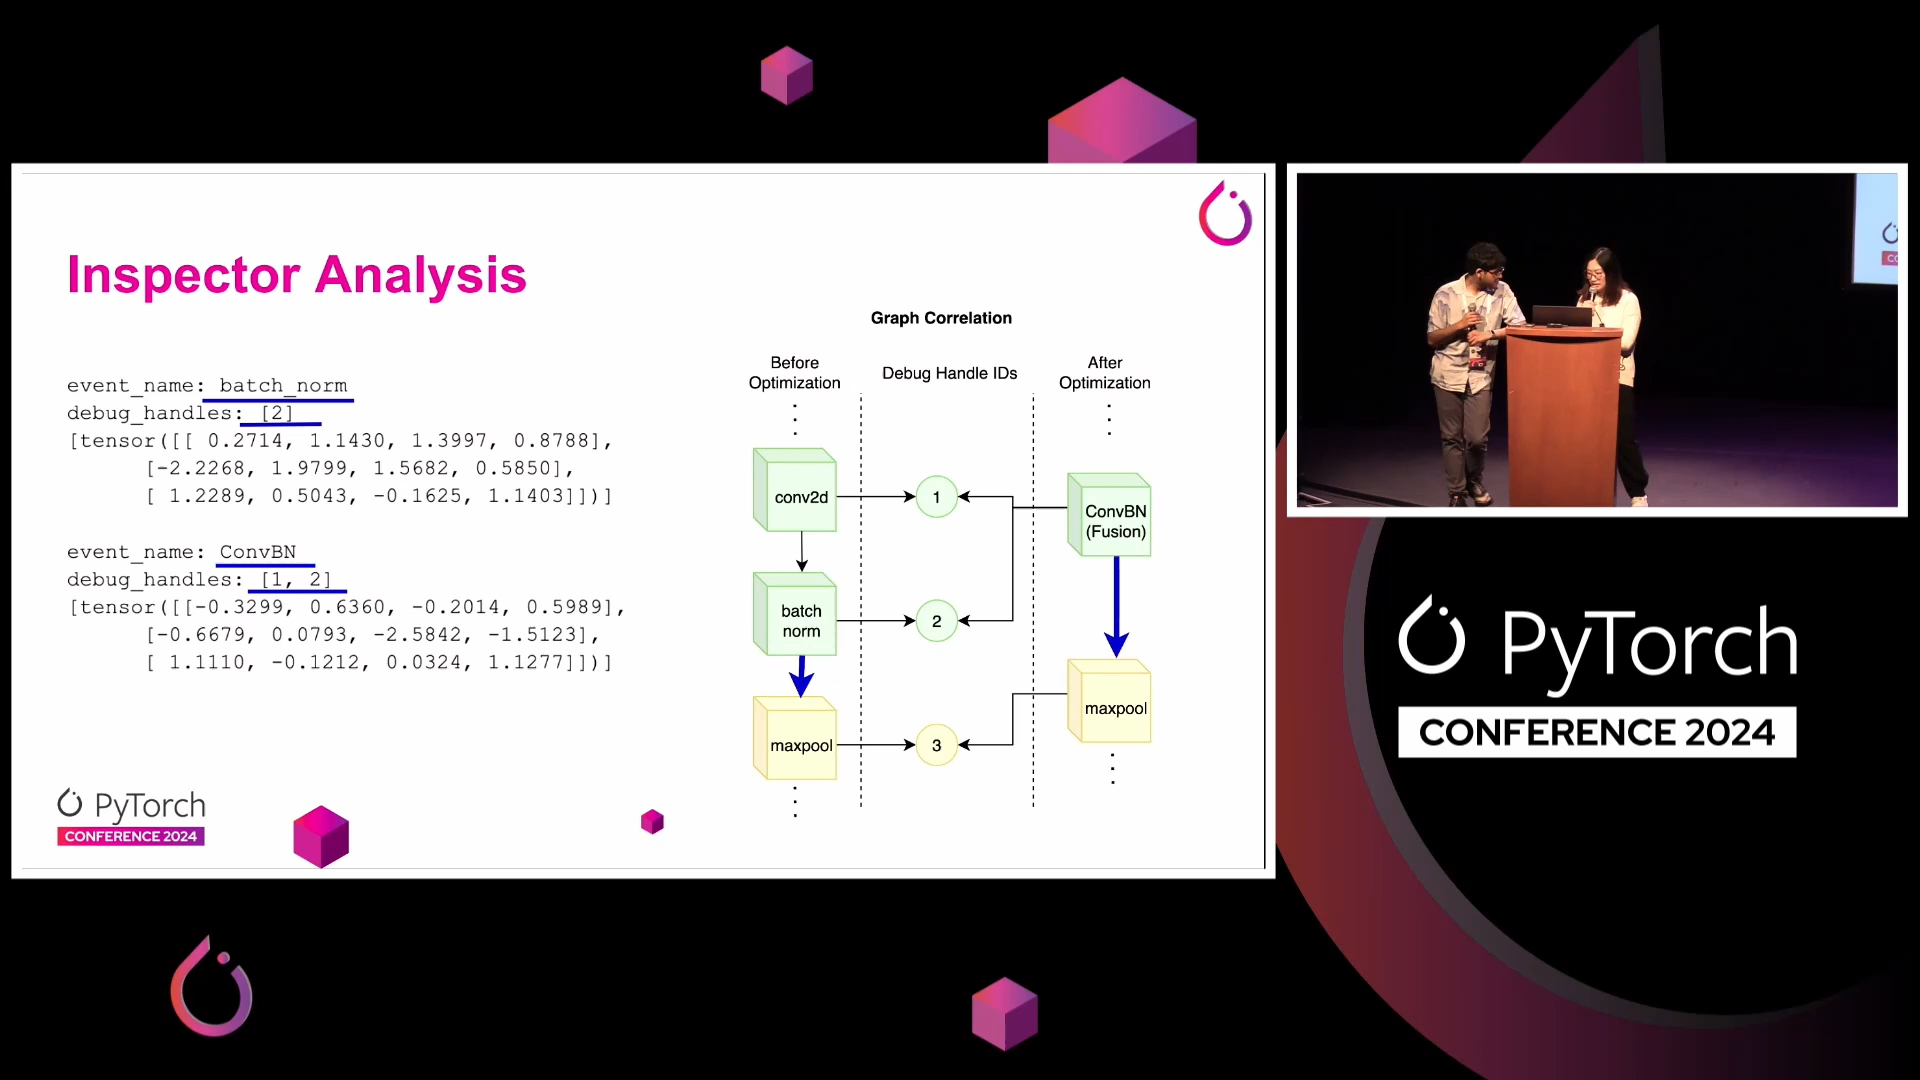 Inspector Analysis
event_name: batch_norm
debug_handles: [2]
[tensor([[ 0.2714, 1.1430, 1.3997, 0.8788],
[-2.2268, 1.9799, 1.5682, 0.5850],
[ 1.2289, 0.5043, -0.1625, 1.1403]])]
event_name: ConvBN
debug_handles: [1, 2]
[tensor([[-0.3299, 0.6360, -0.2014, 0.5989],
[-0.6679, 0.0793, -2.5842, -1.5123],
[ 1.1110, -0.1212, 0.0324, 1.1277]])]
Graph Correlation
Before
Optimization
Debug Handle IDs
After
Optimization
conv2d
1
ConvBN
(Fusion)
batch
norm
2
maxpool
3
maxpool
PyTorch
CONFERENCE 2024
PyTorch
CONFERENCE 2024